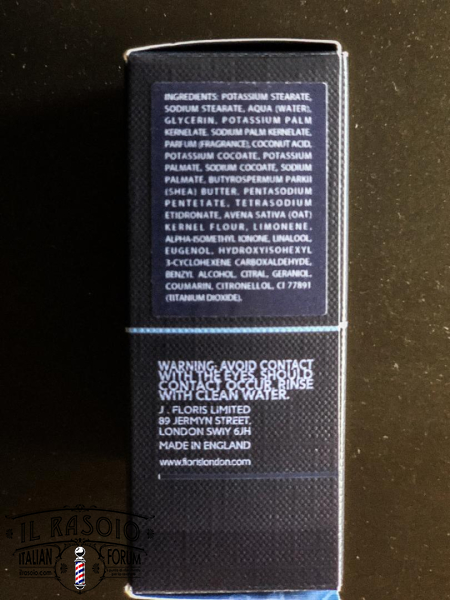 INGREDIENTS: POTASSIUM STEARATE,
SODIUM STEARATE, AQUA (WATER),
GLYCERIN, POTASSIUM PALM
KERNELATE, SODIUM PALM KERNELATE,
PARFUM (FRAGRANCE), COCONUT ACID,
POTASSIUM COCOATE, POTASSIUM
PALMATE, SODIUM COCOATE, SODIUM
PALMATE, BUTYROSPERMUM PARKII
(SHEA) BUTTER, PENTASODIUM
PENTETATE, TETRASODIUM
ETIDRONATE, AVENA SATIVA (OAT)
KERNEL FLOUR, LIMONENE,
ALPHA-ISOMETHYL IONONE, LINALOOL,
EUGENOL, HYDROXYISOHEXYL
3-CYCLOHEXENE CARBOXALDEHYDE,
BENZYL ALCOHOL, CITRAL, GERANIOL,
COUMARIN, CITRONELLOL, CI 77891
(TITANIUM DIOXIDE).
WARNING: AVOID CONTACT
WITH THE EYES. SHOULD
CONTACT OCCUR, RINSE
WITH CLEAN WATER.
J. FLORIS LIMITED
89 JERMYN STREET,
LONDON SW1Y 6JH
MADE IN ENGLAND
www.florislondon.com
IL RASOIO
ITALIAN FORUM
ilrasoio.com